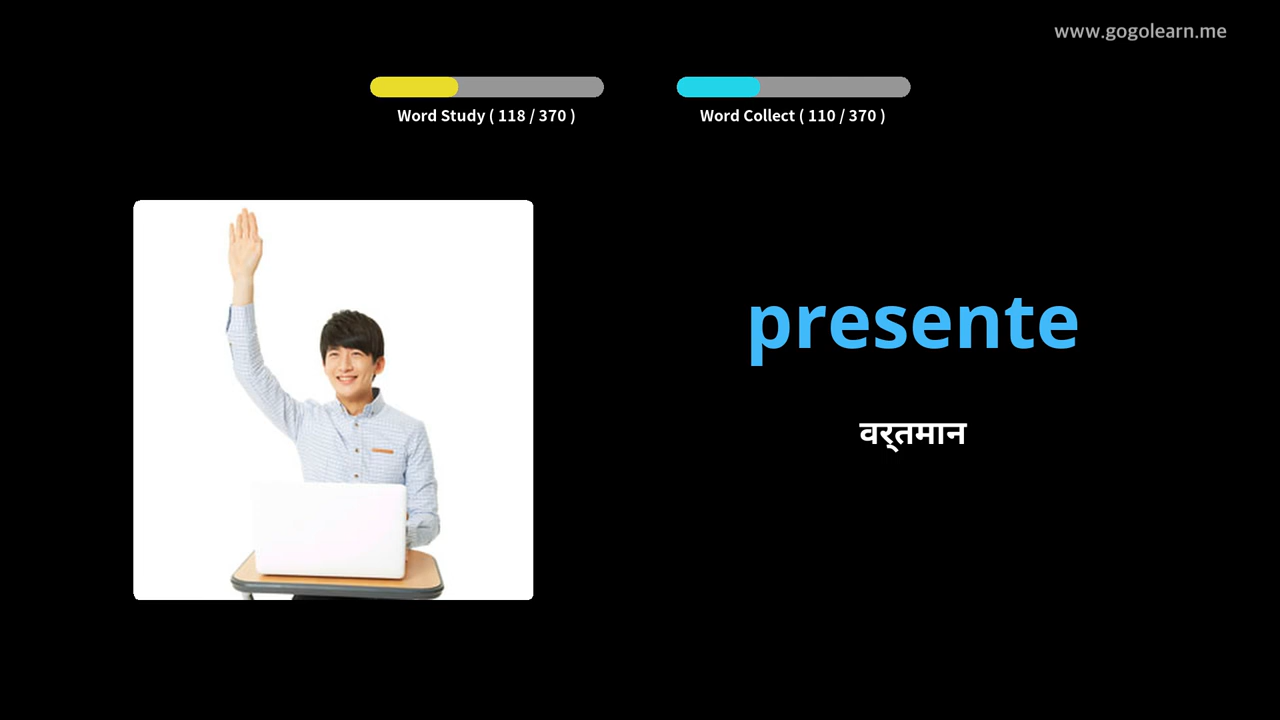 www.gogolearn.me
Word Study ( 118 / 370 )
Word Collect ( 110 / 370 )
presente
वर्तमान